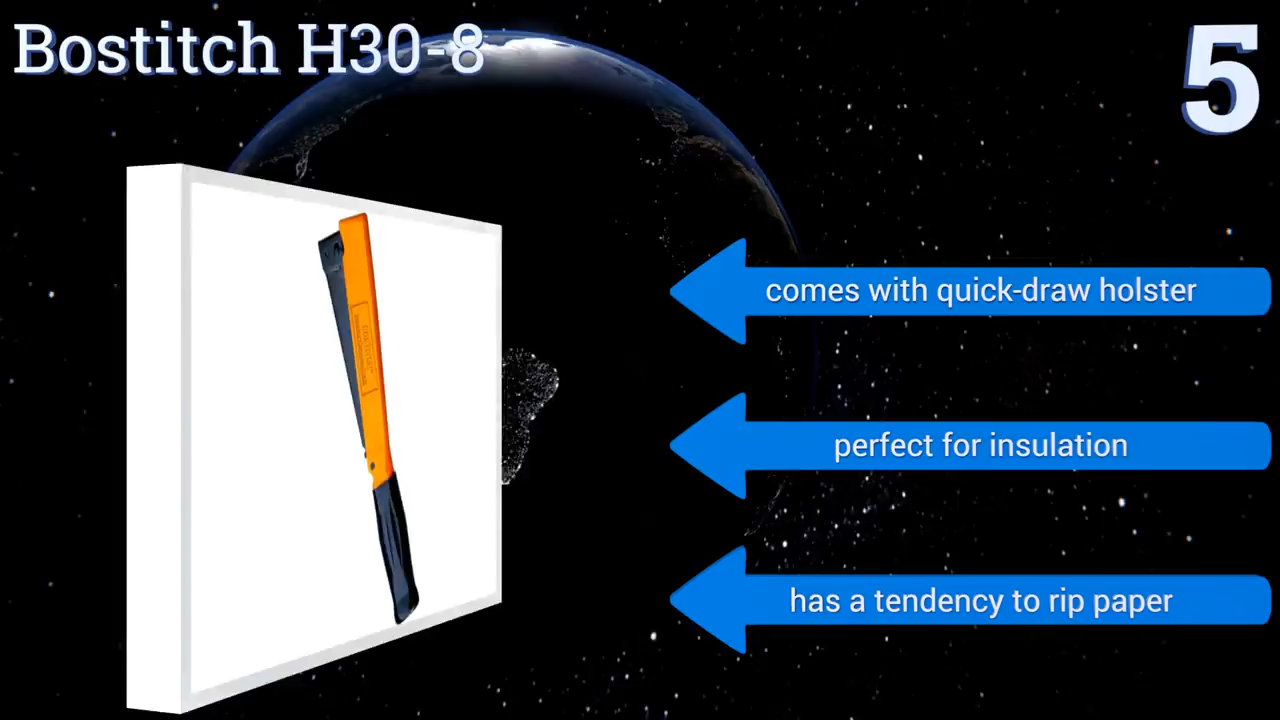 Bostitch H30-8
5
comes with quick-draw holster
perfect for insulation
has a tendency to rip paper